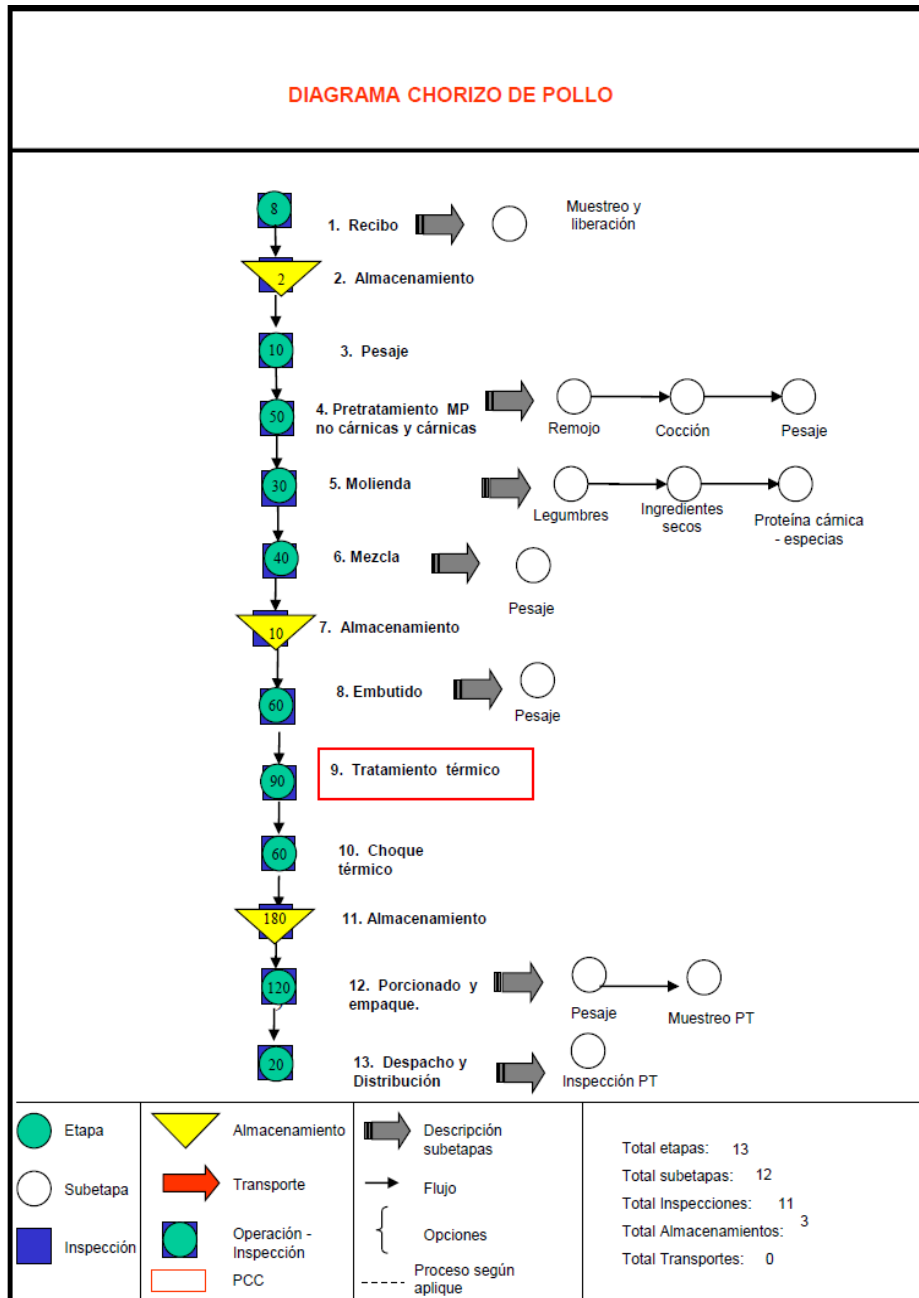 DIAGRAMA CHORIZO DE POLLO
8
1. Recibo
Muestreo y
liberación
2
2. Almacenamiento
10
3. Pesaje
50
4. Pretratamiento MP
no cárnicas y cárnicas
Remojo
Cocción
Pesaje
30
5. Molienda
Legumbres
Ingredientes
secos
Proteína cárnica
- especias
40
6. Mezcla
Pesaje
10
7. Almacenamiento
60
8. Embutido
Pesaje
90
9. Tratamiento térmico
60
10. Choque
térmico
180
11. Almacenamiento
120
12. Porcionado y
empaque.
Pesaje
Muestreo PT
20
13. Despacho y
Distribución
Inspección PT
Etapa
Subetapa
Inspección
Almacenamiento
Transporte
Operación -
Inspección
PCC
Descripción
subetapas
Flujo
Opciones
Proceso según
aplique
Total etapas: 13
Total subetapas: 12
Total Inspecciones: 11
Total Almacenamientos: 3
Total Transportes: 0